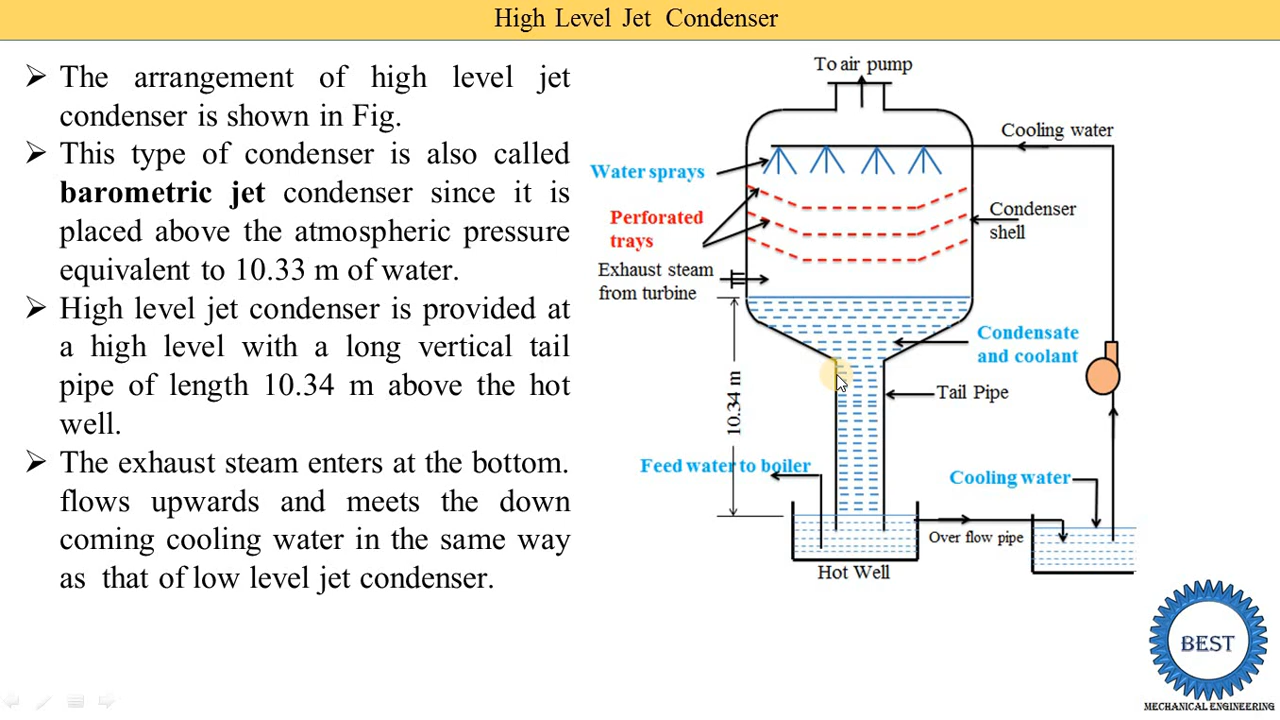 High Level Jet Condenser
➢ The arrangement of high level jet
condenser is shown in Fig.
➢ This type of condenser is also called
barometric jet condenser since it is
placed above the atmospheric pressure
equivalent to 10.33 m of water.
➢ High level jet condenser is provided at
a high level with a long vertical tail
pipe of length 10.34 m above the hot
well.
➢ The exhaust steam enters at the bottom.
flows upwards and meets the down
coming cooling water in the same way
as that of low level jet condenser.
To air pump
Cooling water
Water sprays
Perforated
trays
Condenser
shell
Exhaust steam
from turbine
Condensate
and coolant
10.34 m
Tail Pipe
Feed water to boiler
Cooling water
Over flow pipe
Hot Well
BEST
MECHANICAL ENGINEERING